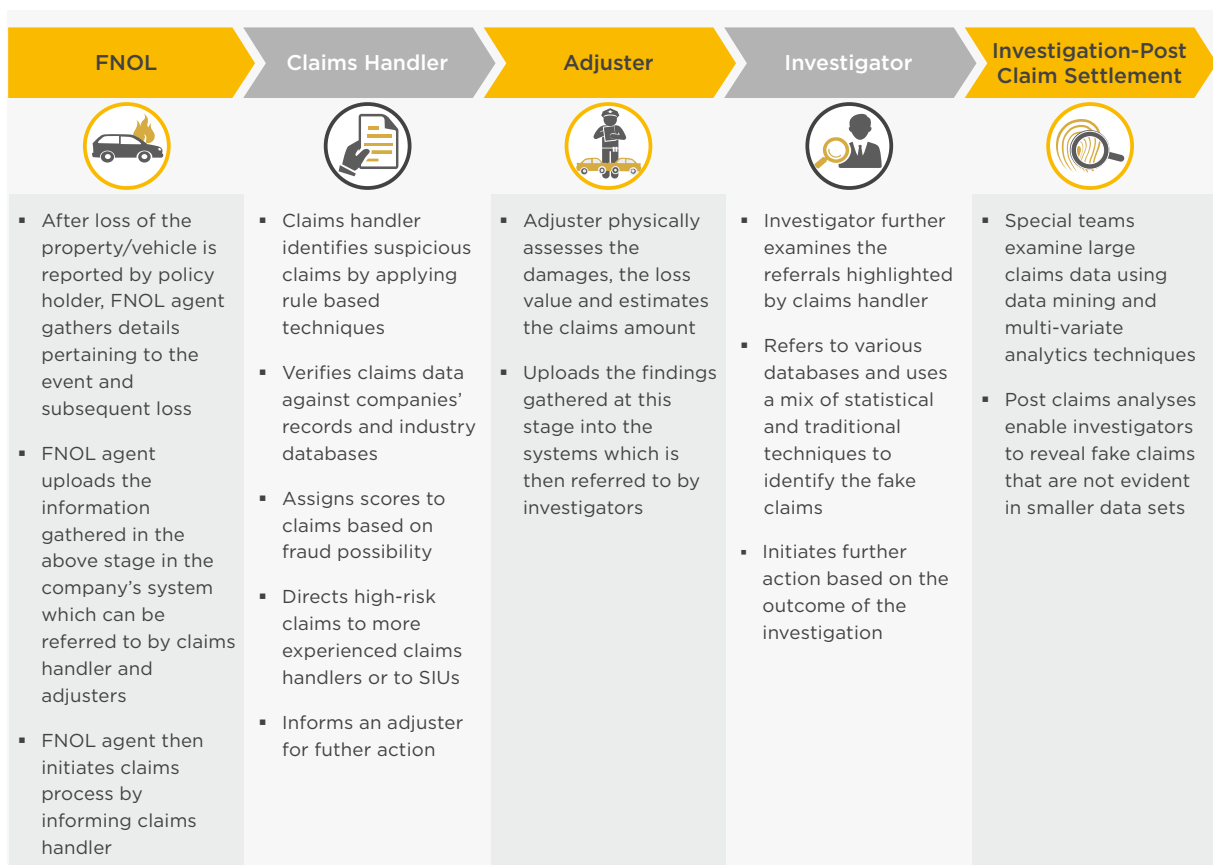 FNOL
Claims Handler
Adjuster
Investigator
Investigation-Post
Claim Settlement
▪ After loss of the
property/vehicle is
reported by policy
holder, FNOL agent
gathers details
pertaining to the
event and
subsequent loss
▪ FNOL agent
uploads the
information
gathered in the
above stage in the
company's system
which can be
referred to by claims
handler and
adjusters
▪ FNOL agent then
initiates claims
process by
informing claims
handler
▪ Claims handler
identifies suspicious
claims by applying
rule based
techniques
▪ Verifies claims data
against companies'
records and industry
databases
▪ Assigns scores to
claims based on
fraud possibility
▪ Directs high-risk
claims to more
experienced claims
handlers or to SIUs
▪ Informs an adjuster
for futher action
▪ Adjuster physically
assesses the
damages, the loss
value and estimates
the claims amount
▪ Uploads the findings
gathered at this
stage into the
systems which is
then referred to by
investigators
▪ Investigator further
examines the
referrals highlighted
by claims handler
▪ Refers to various
databases and uses
a mix of statistical
and traditional
techniques to
identify the fake
claims
▪ Initiates further
action based on the
outcome of the
investigation
▪ Special teams
examine large
claims data using
data mining and
multi-variate
analytics techniques
▪ Post claims analyses
enable investigators
to reveal fake claims
that are not evident
in smaller data sets